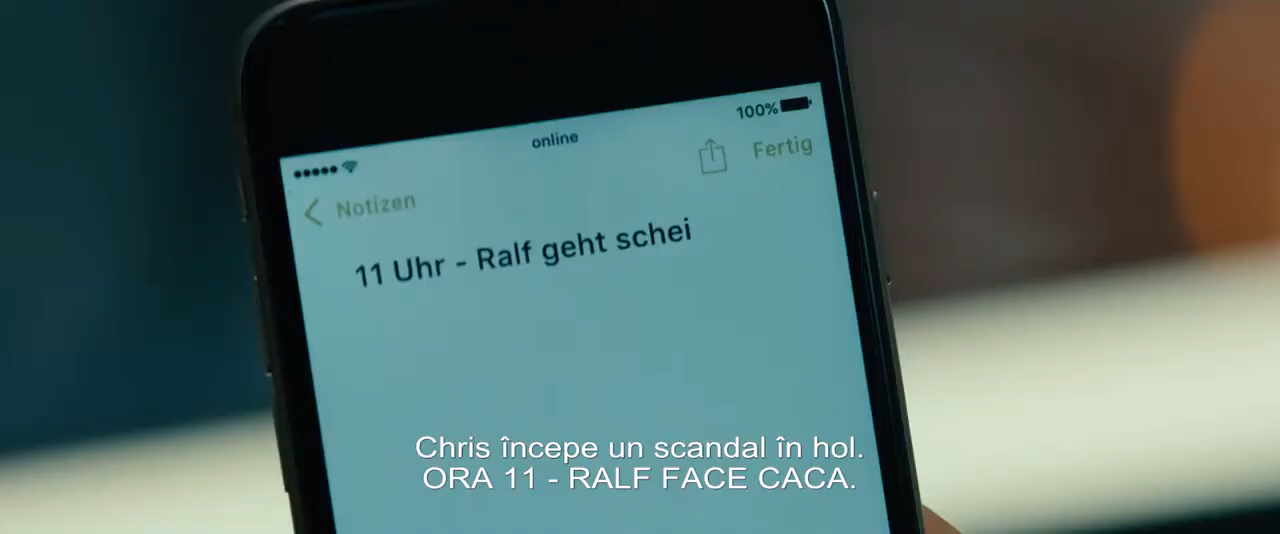 online
100%
Fertig
Notizen
11 Uhr - Ralf geht schei
Chris începe un scandal în hol.
ORA 11 - RALF FACE CACA.